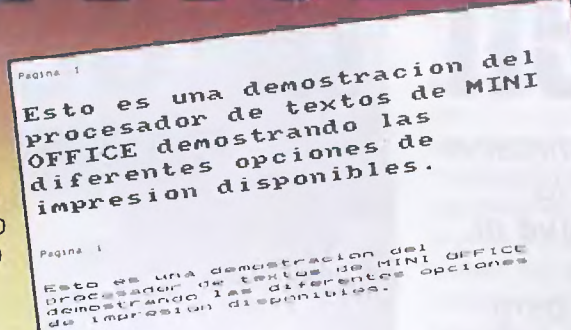 Pagina 1
Esto es una demostracion del
procesador de textos de MINI
OFFICE demostrando las
diferentes opciones de
impresion disponibles.
Pagina 1
Esto es una demostracion del
procesador de textos de MINI OFFICE
demostrando las diferentes opciones
de impresion disponibles.